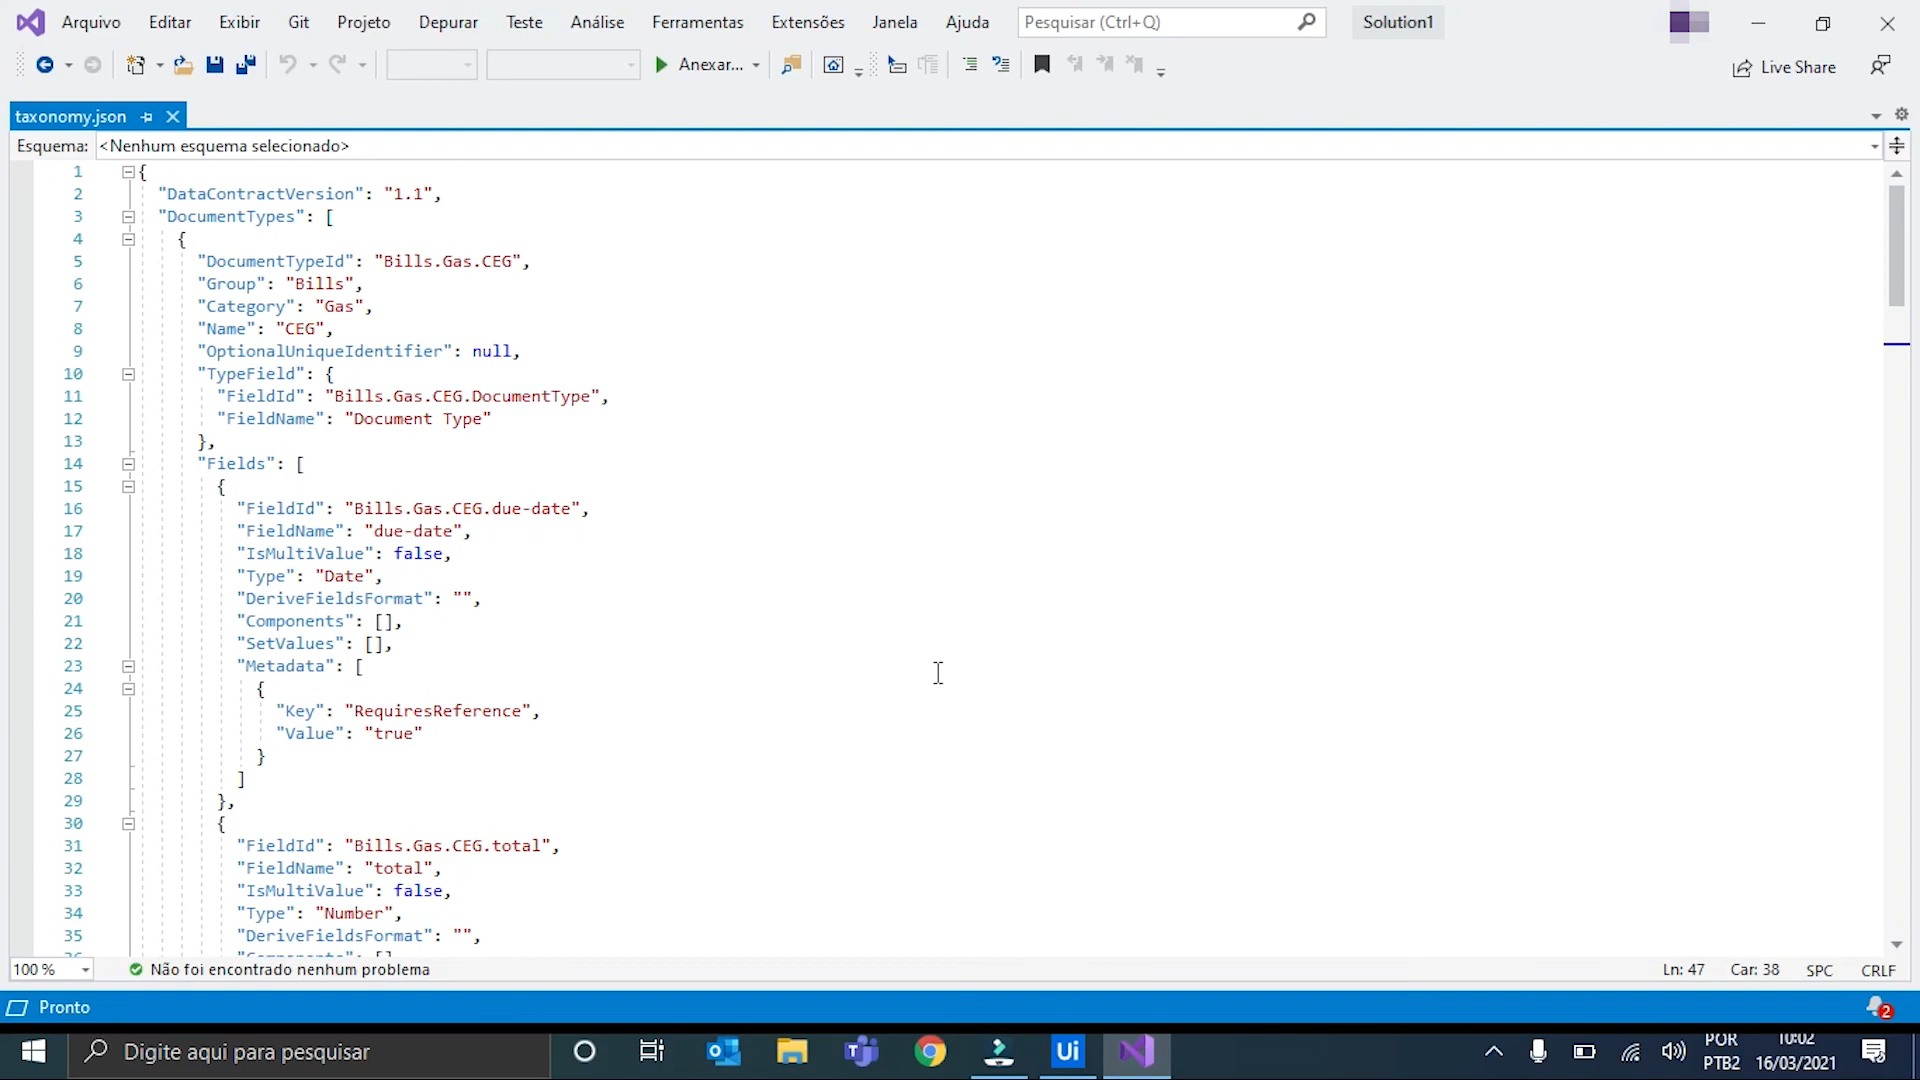 Arquivo Editar Exibir Git Projeto Depurar Teste Análise Ferramentas Extensões Janela Ajuda Pesquisar (Ctrl+Q) Solution1
Anexar... Live Share
taxonomy.json
Esquema: <Nenhum esquema selecionado>
1 {
2 "DataContractVersion": "1.1",
3 "DocumentTypes": [
4 {
5 "DocumentTypeId": "Bills.Gas.CEG",
6 "Group": "Bills",
7 "Category": "Gas",
8 "Name": "CEG",
9 "OptionalUniqueIdentifier": null,
10 "TypeField": {
11 "FieldId": "Bills.Gas.CEG.DocumentType",
12 "FieldName": "Document Type"
13 },
14 "Fields": [
15 {
16 "FieldId": "Bills.Gas.CEG.due-date",
17 "FieldName": "due-date",
18 "IsMultiValue": false,
19 "Type": "Date",
20 "DeriveFieldsFormat": "",
21 "Components": [],
22 "SetValues": [],
23 "Metadata": [
24 {
25 "Key": "RequiresReference",
26 "Value": "true"
27 }
28 ]
29 },
30 {
31 "FieldId": "Bills.Gas.CEG.total",
32 "FieldName": "total",
33 "IsMultiValue": false,
34 "Type": "Number",
35 "DeriveFieldsFormat": "",
100 % Não foi encontrado nenhum problema Ln: 47 Car: 38 SPC CRLF
Pronto 2
Digite aqui para pesquisar Ui POR 10:02
PTB2 16/03/2021